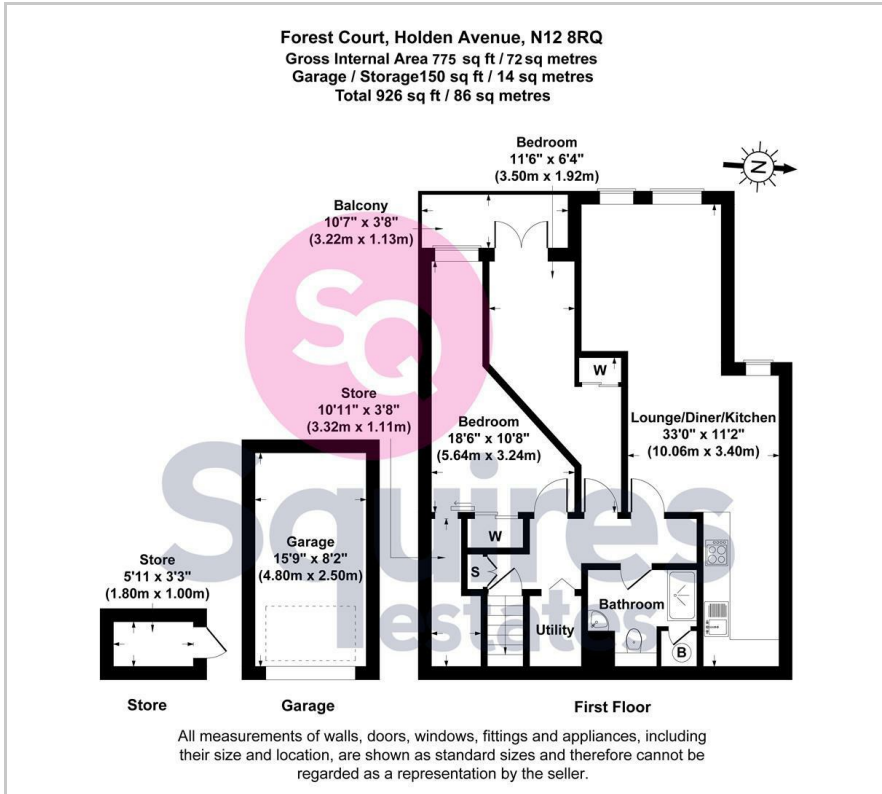 Forest Court, Holden Avenue, N12 8RQ
Gross Internal Area 775 sq ft / 72 sq metres
Garage / Storage150 sq ft / 14 sq metres
Total 926 sq ft / 86 sq metres
Bedroom
11'6" x 6'4"
(3.50m x 1.92m)
N
Balcony
10'7" x 3'8"
(3.22m x 1.13m)
SQ
Store
10'11" x 3'8"
(3.32m x 1.11m)
W
Bedroom
18'6" x 10'8"
(5.64m x 3.24m)
Lounge/Diner/Kitchen
33'0" x 11'2"
(10.06m x 3.40m)
Squires
estates
Garage
15'9" x 8'2"
(4.80m x 2.50m)
W
S
Store
5'11 x 3'3"
(1.80m x 1.00m)
Bathroom
Utility
B
Store
Garage
First Floor
All measurements of walls, doors, windows, fittings and appliances, including
their size and location, are shown as standard sizes and therefore cannot be
regarded as a representation by the seller.